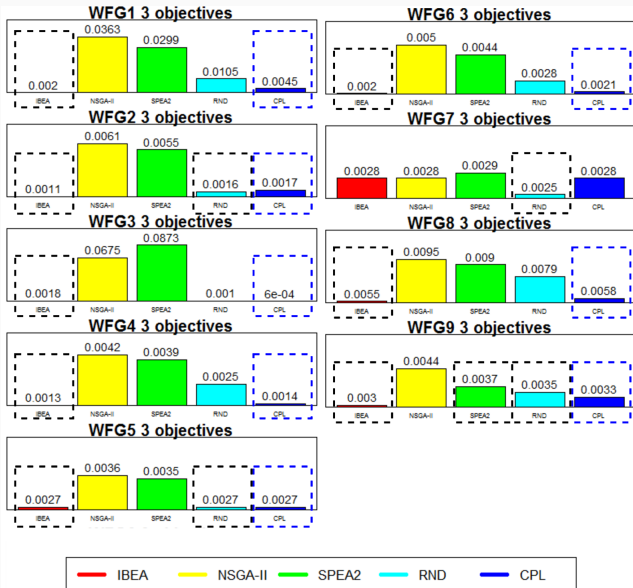 WFG1 3 objectives
0.002 0.0363 0.0299 0.0105 0.0045
IBEA NSGA-II SPEA2 RND CPL
WFG2 3 objectives
0.0011 0.0061 0.0055 0.0016 0.0017
IBEA NSGA-II SPEA2 RND CPL
WFG3 3 objectives
0.0018 0.0675 0.0873 0.001 6e-04
IBEA NSGA-II SPEA2 RND CPL
WFG4 3 objectives
0.0013 0.0042 0.0039 0.0025 0.0014
IBEA NSGA-II SPEA2 RND CPL
WFG5 3 objectives
0.0027 0.0036 0.0035 0.0027 0.0027
IBEA NSGA-II SPEA2 RND CPL
WFG6 3 objectives
0.002 0.005 0.0044 0.0028 0.0021
IBEA NSGA-II SPEA2 RND CPL
WFG7 3 objectives
0.0028 0.0028 0.0029 0.0025 0.0028
IBEA NSGA-II SPEA2 RND CPL
WFG8 3 objectives
0.0055 0.0095 0.009 0.0079 0.0058
IBEA NSGA-II SPEA2 RND CPL
WFG9 3 objectives
0.003 0.0044 0.0037 0.0035 0.0033
IBEA NSGA-II SPEA2 RND CPL
IBEA NSGA-II SPEA2 RND CPL